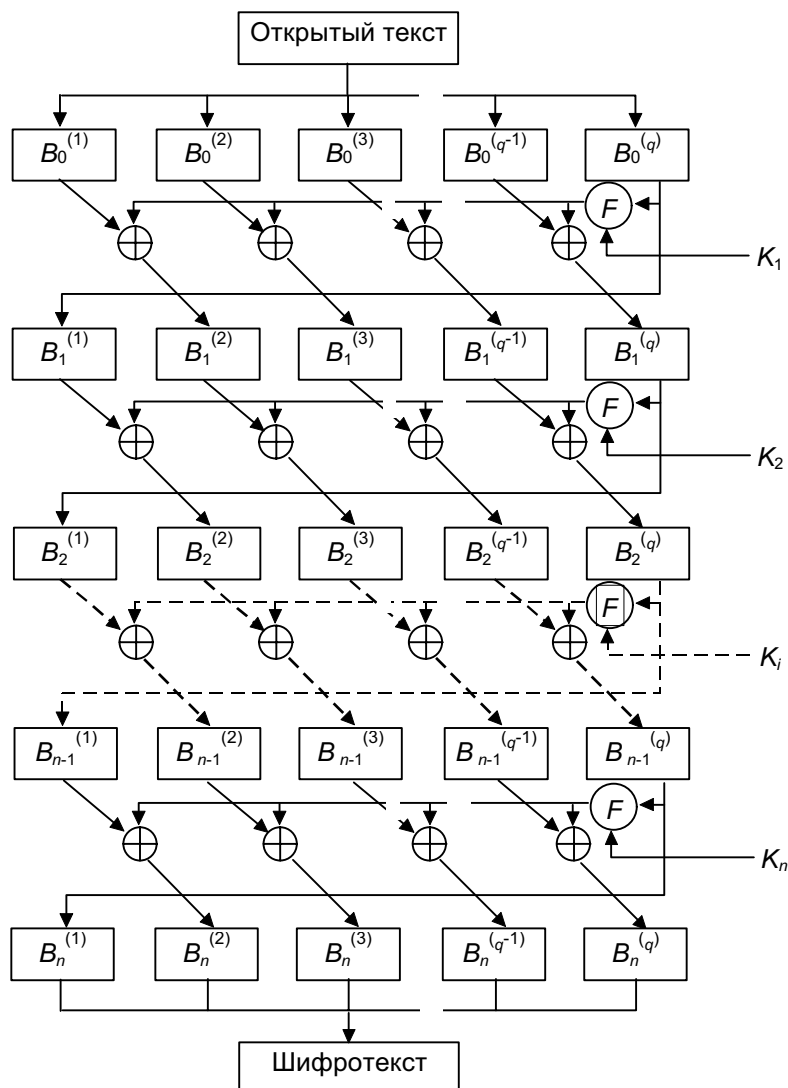 Открытый текст
B₀⁽¹⁾ B₀⁽²⁾ B₀⁽³⁾ B₀⁽q⁻¹⁾ B₀⁽q⁾
F
K₁
B₁⁽¹⁾ B₁⁽²⁾ B₁⁽³⁾ B₁⁽q⁻¹⁾ B₁⁽q⁾
F
K₂
B₂⁽¹⁾ B₂⁽²⁾ B₂⁽³⁾ B₂⁽q⁻¹⁾ B₂⁽q⁾
F
Kᵢ
Bₙ₋₁⁽¹⁾ Bₙ₋₁⁽²⁾ Bₙ₋₁⁽³⁾ Bₙ₋₁⁽q⁻¹⁾ Bₙ₋₁⁽q⁾
F
Kₙ
Bₙ⁽¹⁾ Bₙ⁽²⁾ Bₙ⁽³⁾ Bₙ⁽q⁻¹⁾ Bₙ⁽q⁾
Шифротекст